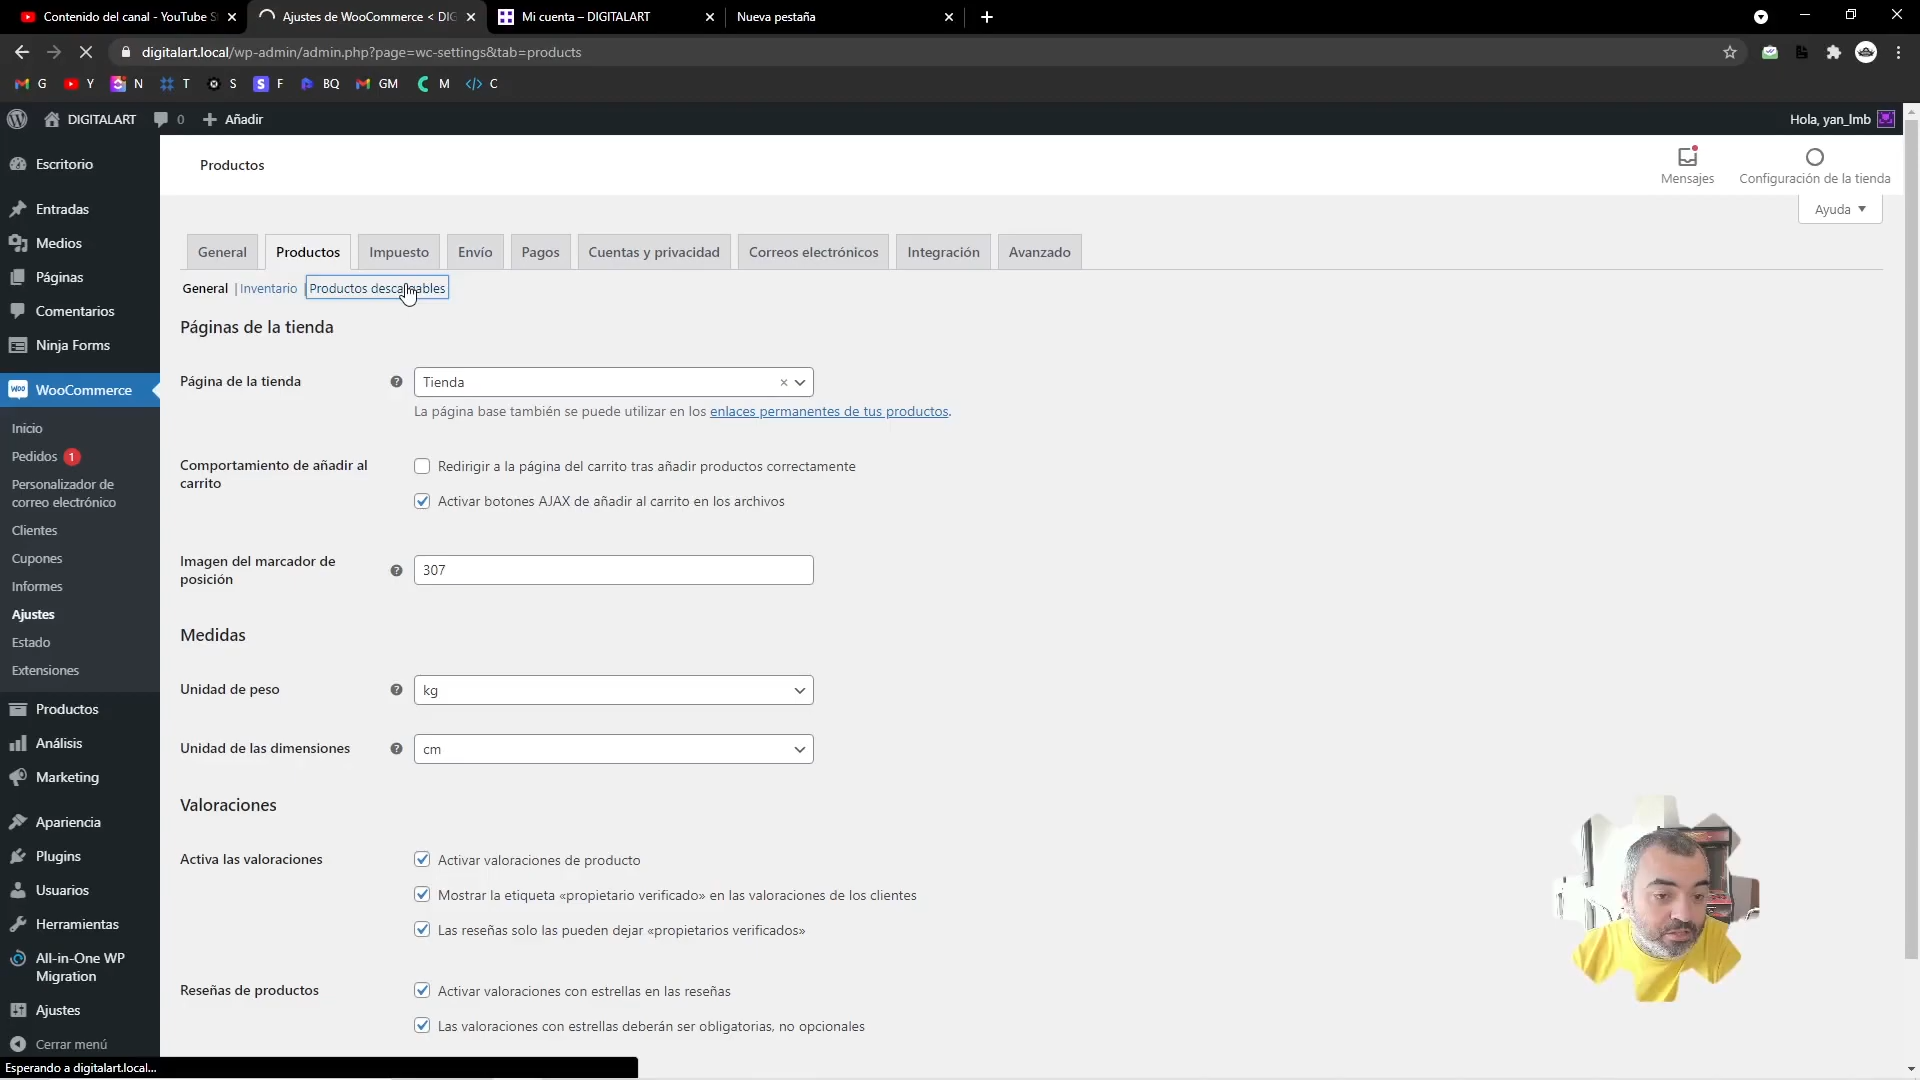 Contenido del canal - YouTube S
Ajustes de WooCommerce < DIG
Mi cuenta – DIGITALART
Nueva pestaña
digitalart.local/wp-admin/admin.php?page=wc-settings&tab=products
G
Y
N
T
S
F
BQ
GM
M
C
DIGITALART
0
Añadir
Hola, yan_lmb
Escritorio
Entradas
Medios
Páginas
Comentarios
Ninja Forms
WooCommerce
Inicio
Pedidos 1
Personalizador de
correo electrónico
Clientes
Cupones
Informes
Ajustes
Estado
Extensiones
Productos
Análisis
Marketing
Apariencia
Plugins
Usuarios
Herramientas
All-in-One WP
Migration
Ajustes
Cerrar menú
Esperando a digitalart.local...
Productos
Mensajes
Configuración de la tienda
Ayuda
General
Productos
Impuesto
Envío
Pagos
Cuentas y privacidad
Correos electrónicos
Integración
Avanzado
General | Inventario | Productos descargables
Páginas de la tienda
Página de la tienda
Tienda
La página base también se puede utilizar en los enlaces permanentes de tus productos.
Comportamiento de añadir al
carrito
Redirigir a la página del carrito tras añadir productos correctamente
Activar botones AJAX de añadir al carrito en los archivos
Imagen del marcador de
posición
307
Medidas
Unidad de peso
kg
Unidad de las dimensiones
cm
Valoraciones
Activa las valoraciones
Activar valoraciones de producto
Mostrar la etiqueta «propietario verificado» en las valoraciones de los clientes
Las reseñas solo las pueden dejar «propietarios verificados»
Reseñas de productos
Activar valoraciones con estrellas en las reseñas
Las valoraciones con estrellas deberán ser obligatorias, no opcionales